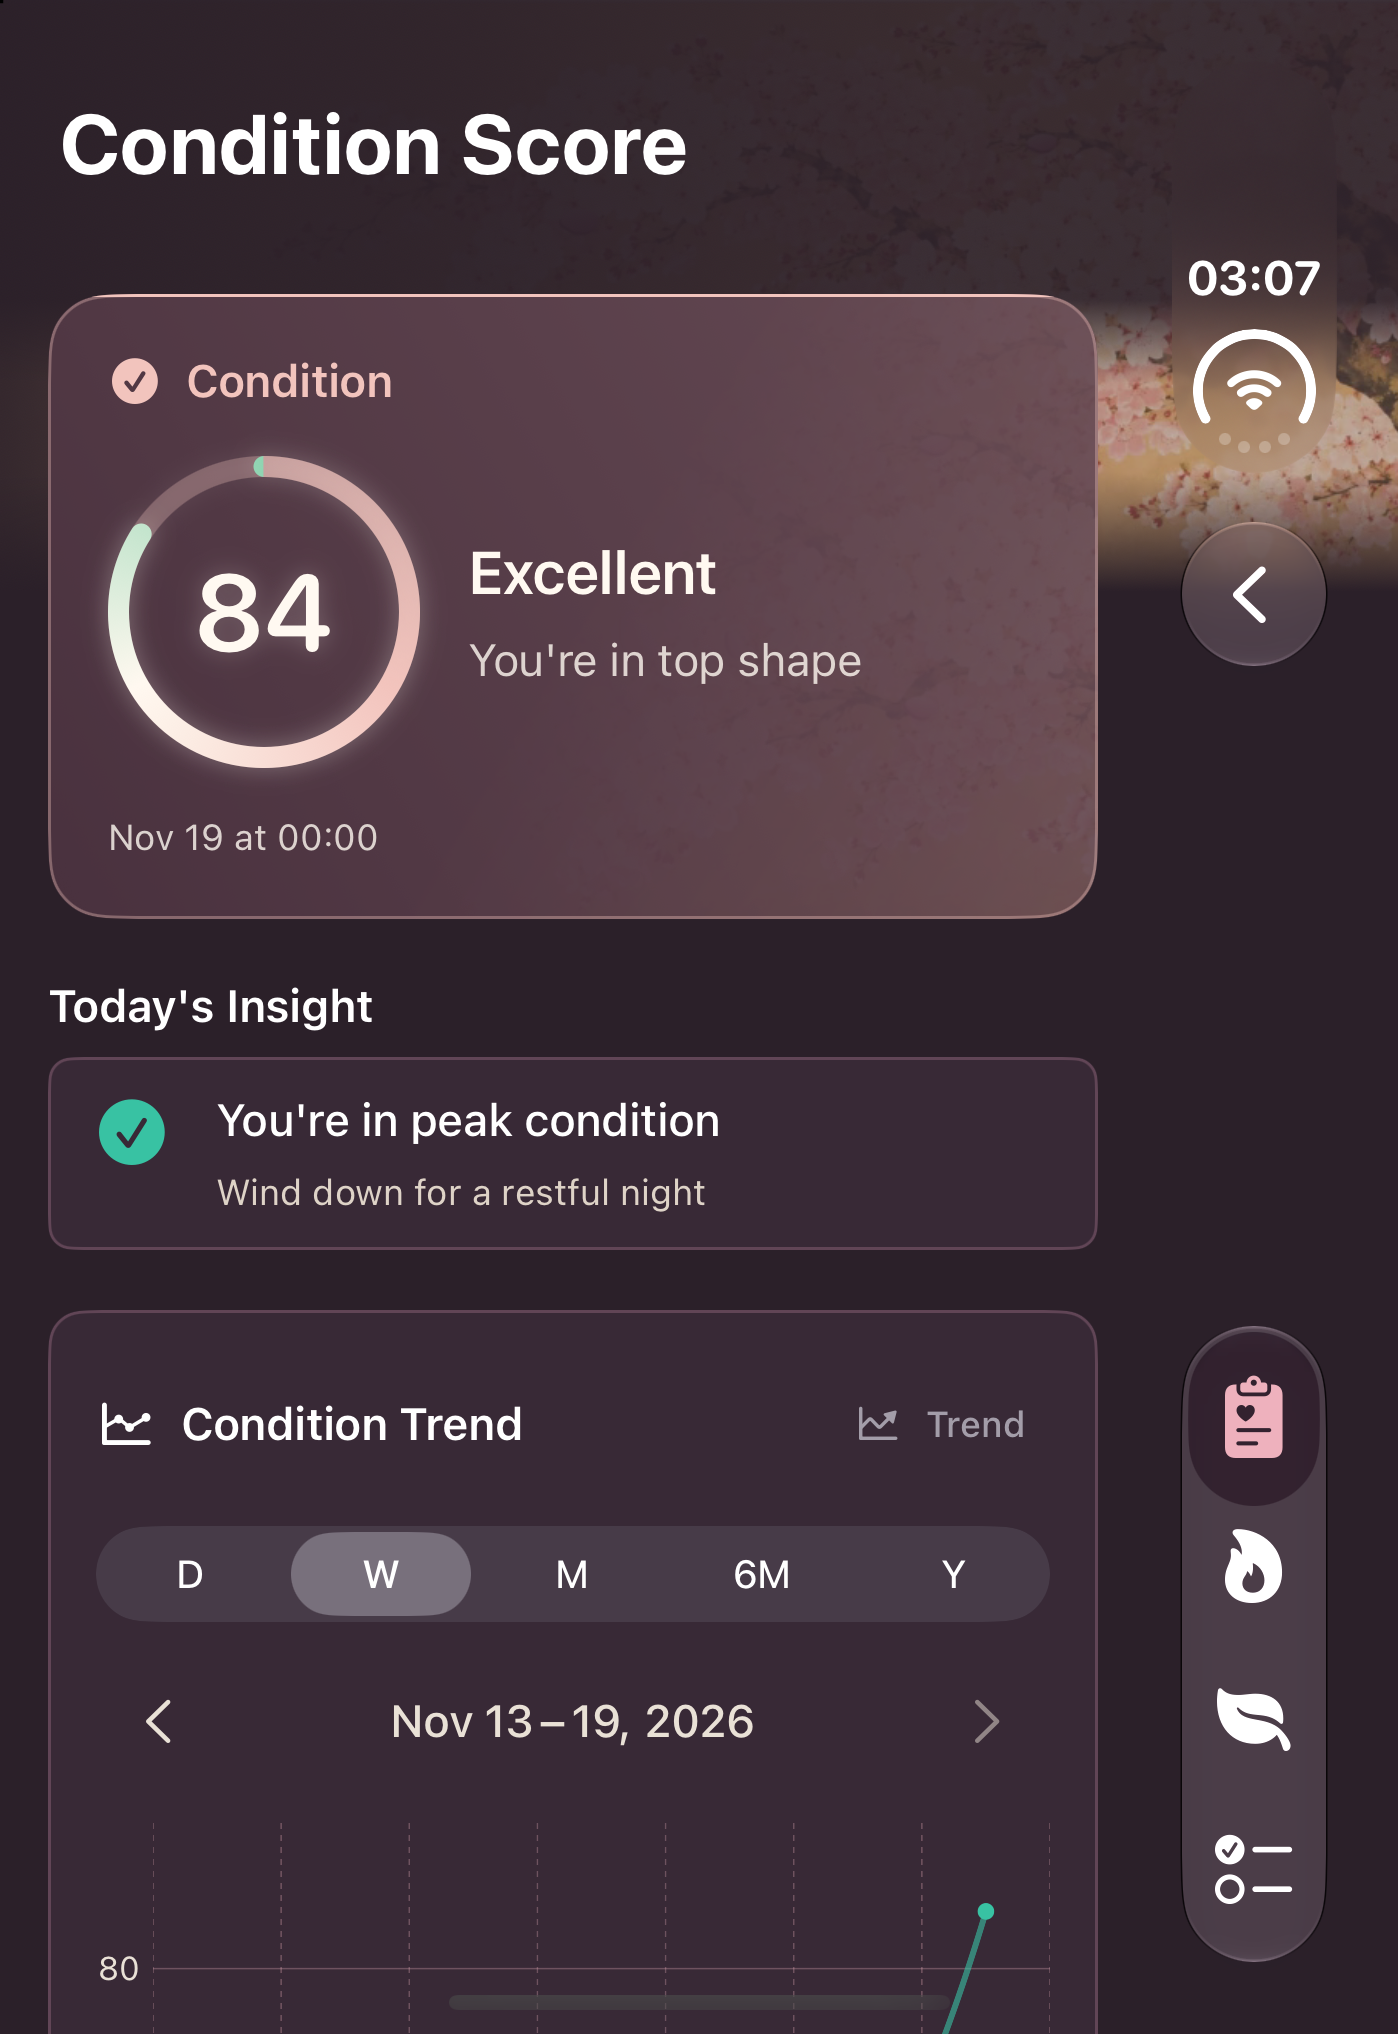 Condition Score
03:07
Condition
84
Excellent
You're in top shape
Nov 19 at 00:00
Today's Insight
You're in peak condition
Wind down for a restful night
Condition Trend
Trend
D W M 6M Y
Nov 13–19, 2026
80